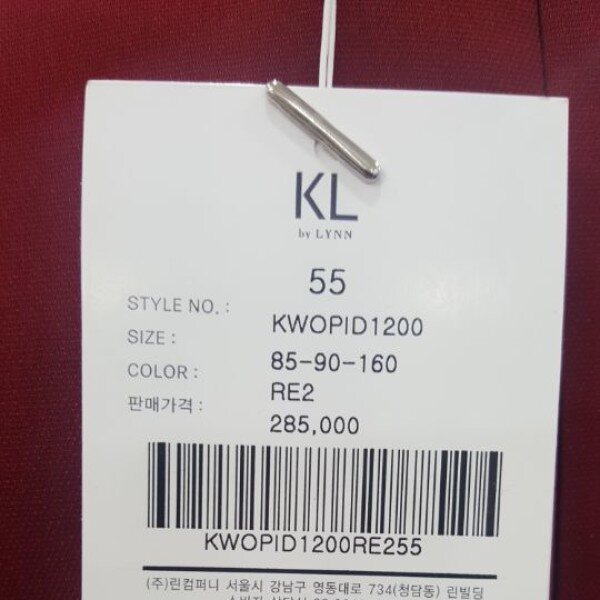 KL
by LYNN
55
STYLE NO. : KWOPID1200
SIZE : 85-90-160
COLOR : RE2
판매가격 : 285,000
KWOPID1200RE255
(주)린컴퍼니 서울시 강남구 영동대로 734(청담동) 린빌딩